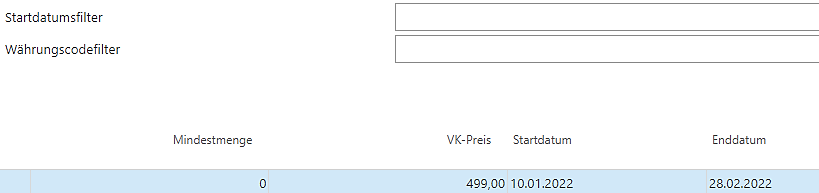 Startdatumsfilter
Währungscodefilter
Mindestmenge VK-Preis Startdatum Enddatum
0 499,00 10.01.2022 28.02.2022